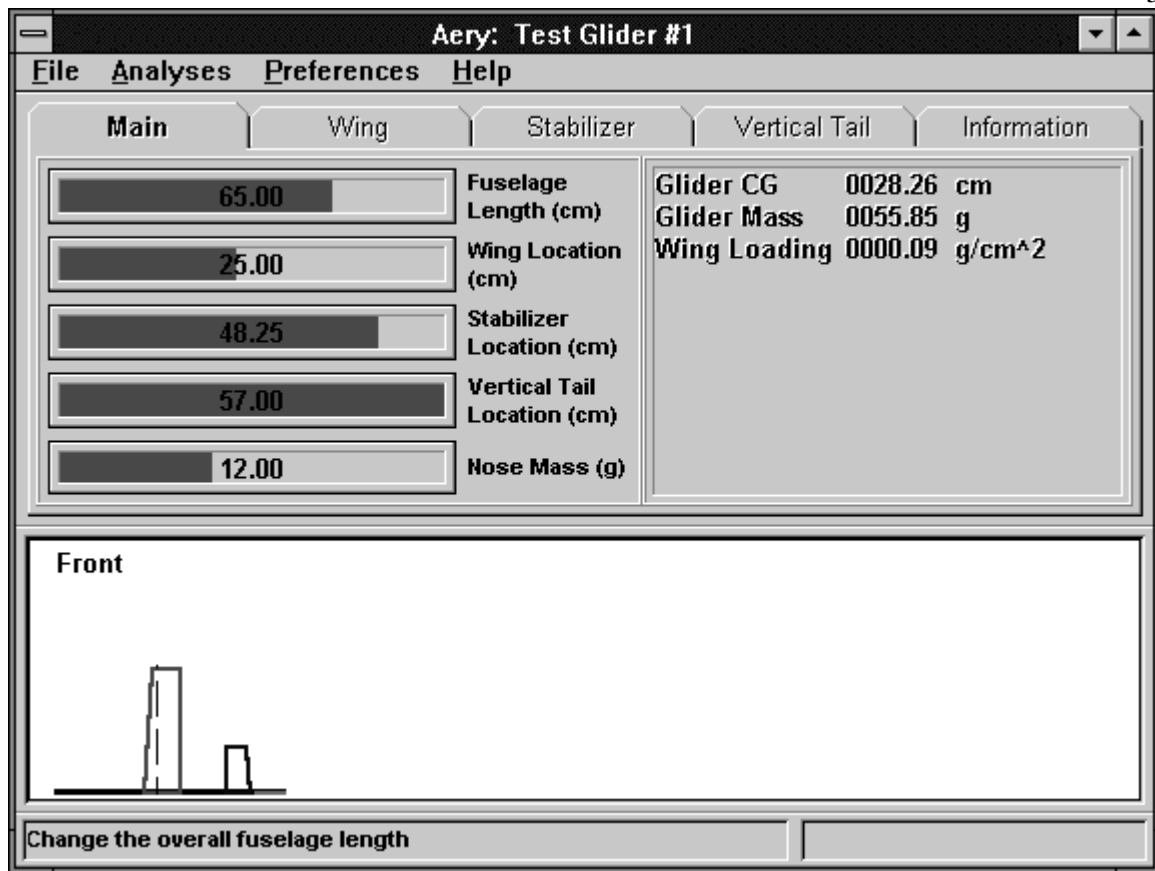 Aery: Test Glider #1
File Analyses Preferences Help
Main Wing Stabilizer Vertical Tail Information
65.00 Fuselage
Length (cm)
25.00 Wing Location
(cm)
48.25 Stabilizer
Location (cm)
57.00 Vertical Tail
Location (cm)
12.00 Nose Mass (g)
Glider CG 0028.26 cm
Glider Mass 0055.85 g
Wing Loading 0000.09 g/cm^2
Front
Change the overall fuselage length